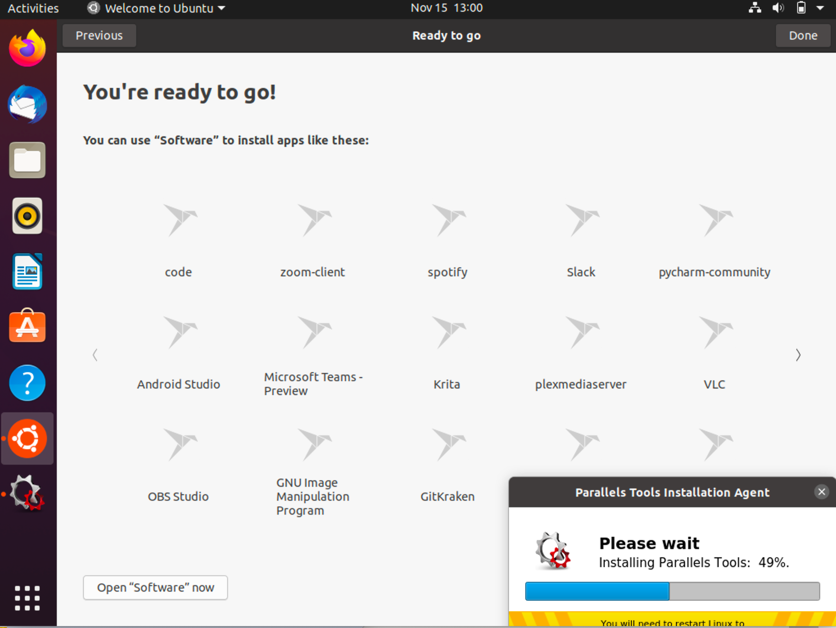 Activities Welcome to Ubuntu Nov 15 13:00
Previous Ready to go Done
You're ready to go!
You can use “Software” to install apps like these:
code zoom-client spotify Slack pycharm-community
Android Studio Microsoft Teams - Krita plexmediaserver VLC
Preview
OBS Studio GNU Image GitKraken
Manipulation
Program
Open “Software” now
Parallels Tools Installation Agent
Please wait
Installing Parallels Tools: 49%.
You will need to restart Linux to